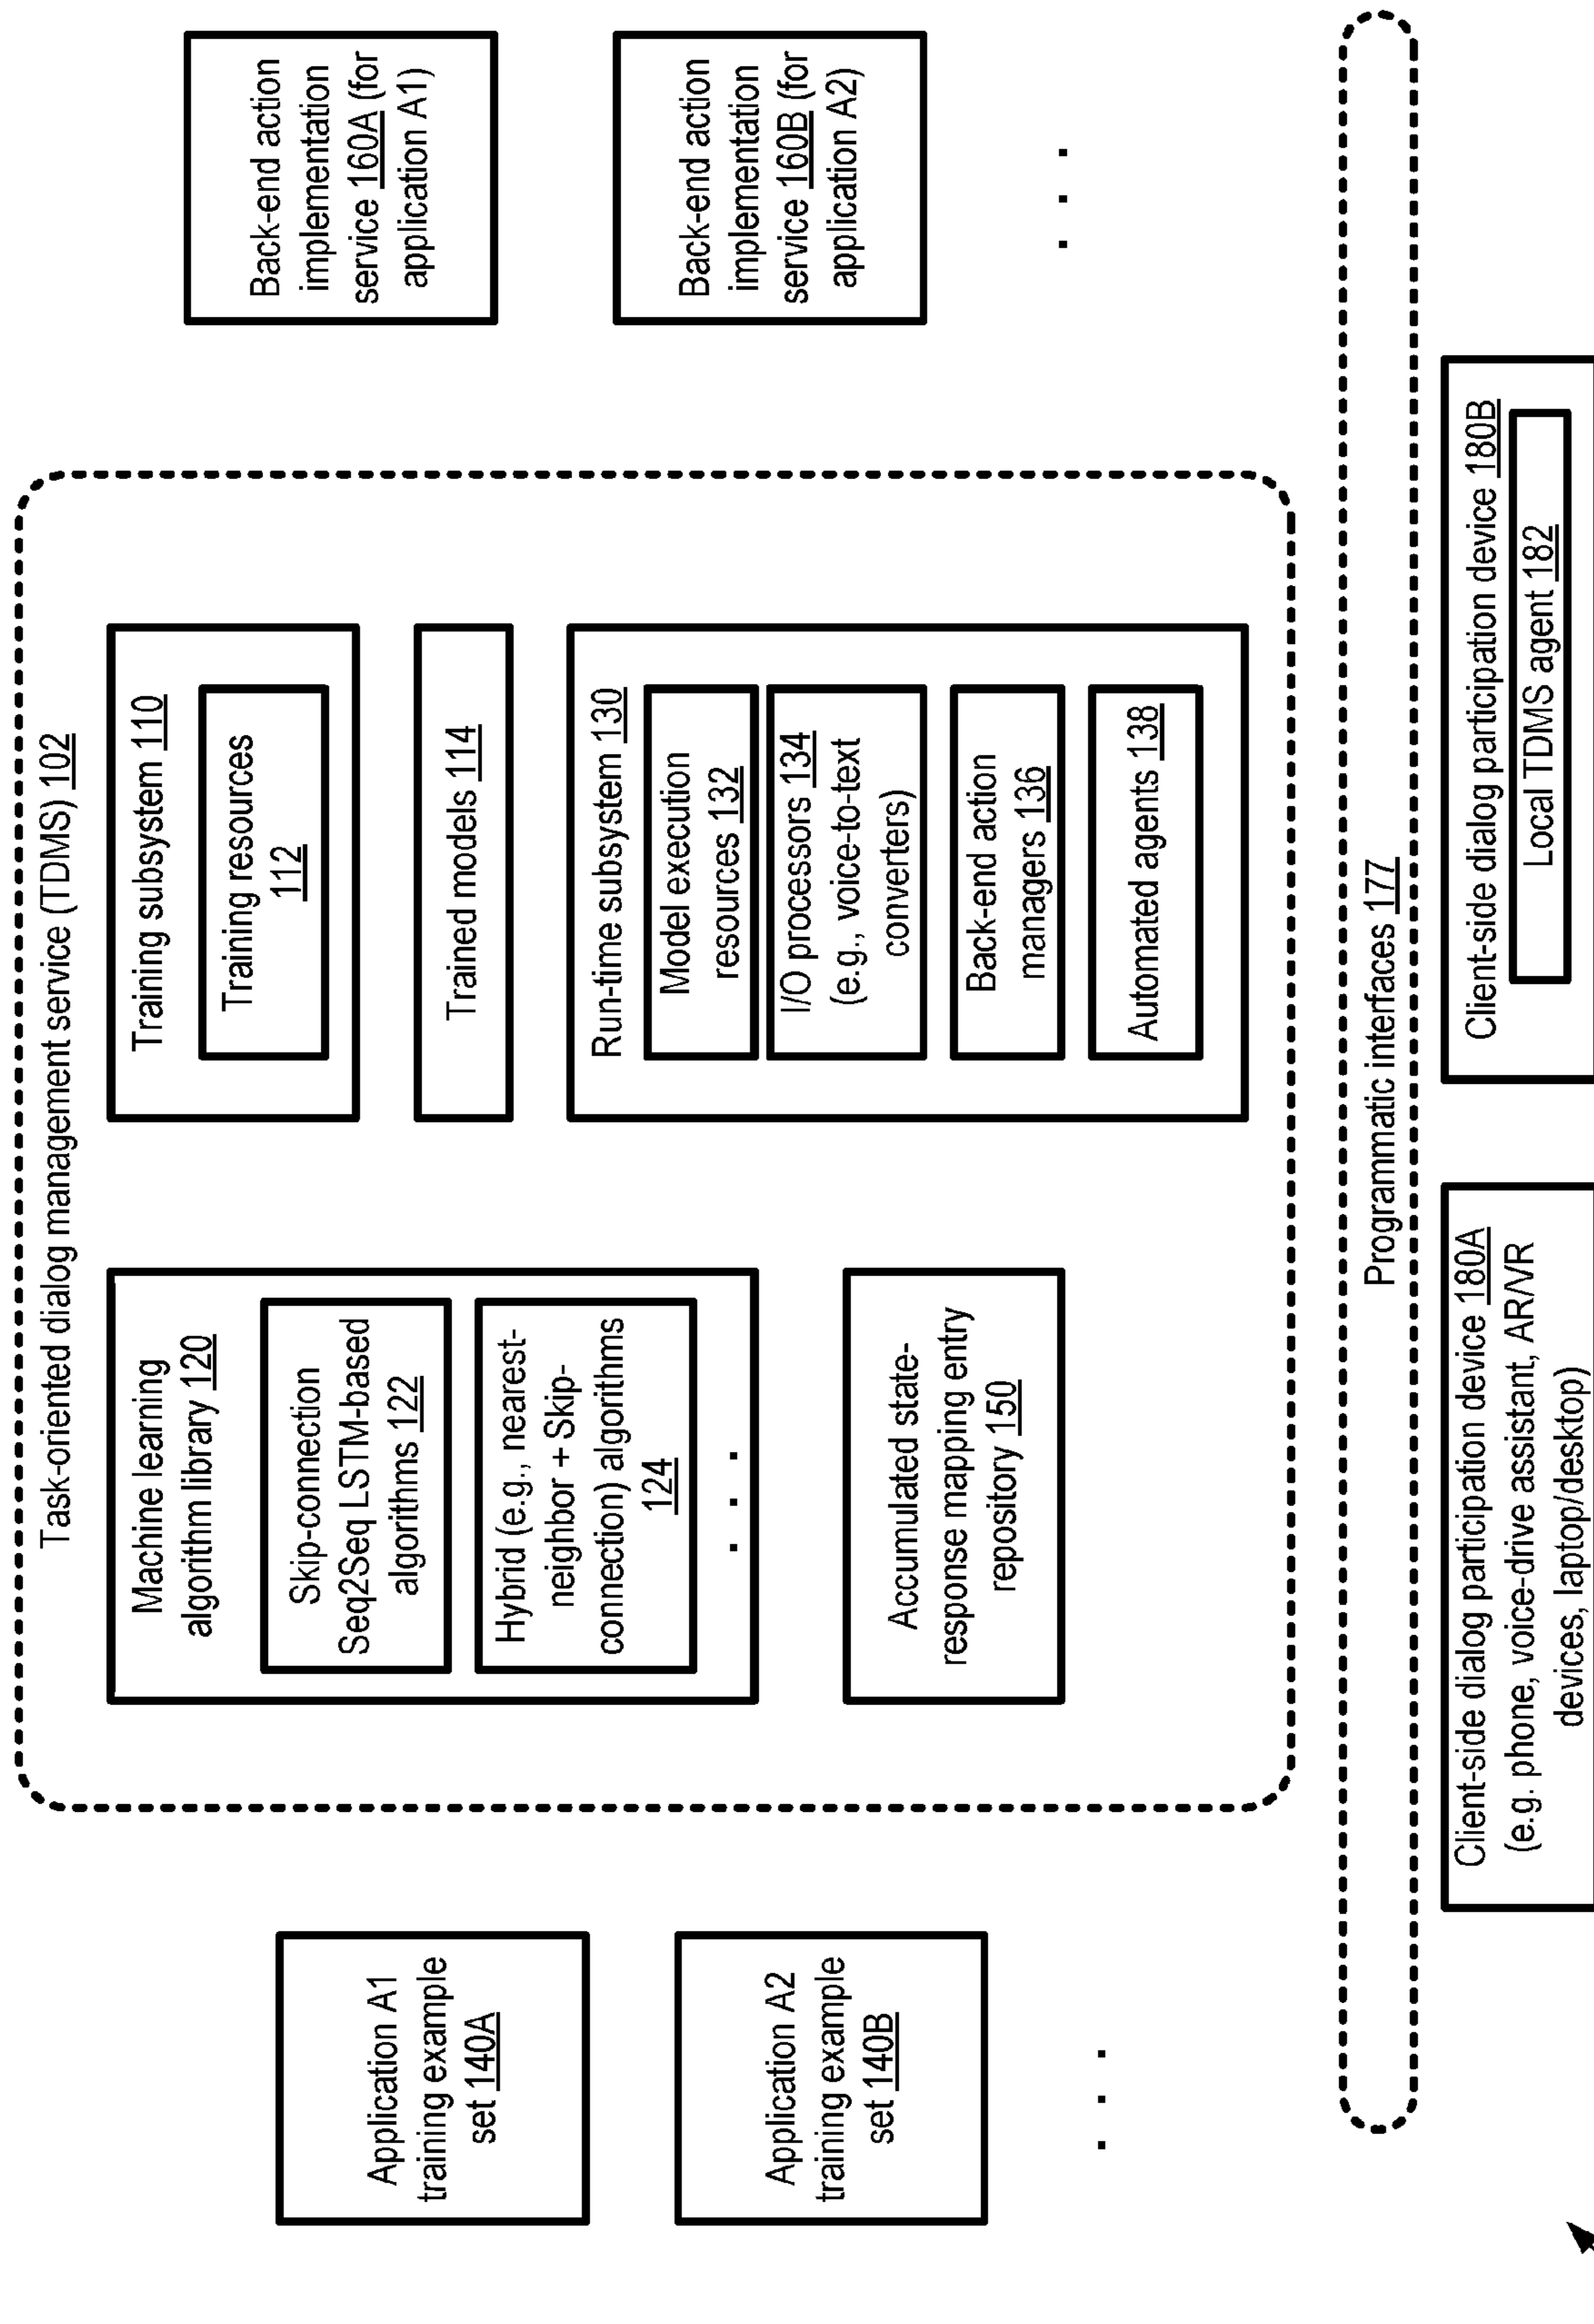 Task-oriented dialog management service (TDMS) 102
Application A1
training example
set 140A
Application A2
training example
set 140B
. . .
Machine learning
algorithm library 120
Skip-connection
Seq2Seq LSTM-based
algorithms 122
Hybrid (e.g., nearest-
neighbor + Skip-
connection) algorithms
124
. . .
Accumulated state-
response mapping entry
repository 150
Training subsystem 110
Training resources
112
Trained models 114
Run-time subsystem 130
Model execution
resources 132
I/O processors 134
(e.g., voice-to-text
converters)
Back-end action
managers 136
Automated agents 138
Back-end action
implementation
service 160A (for
application A1)
Back-end action
implementation
service 160B (for
application A2)
. . .
Programmatic interfaces 177
Client-side dialog participation device 180A
(e.g. phone, voice-drive assistant, AR/VR
devices, laptop/desktop)
Client-side dialog participation device 180B
Local TDMS agent 182